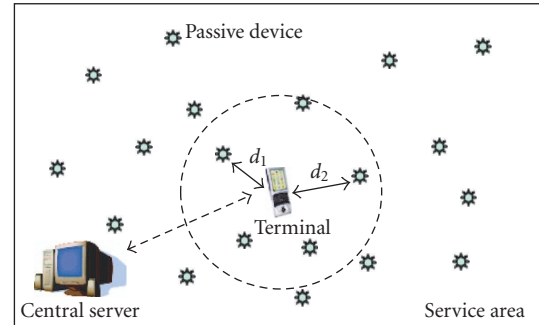 Passive device
d1
d2
Terminal
Central server
Service area